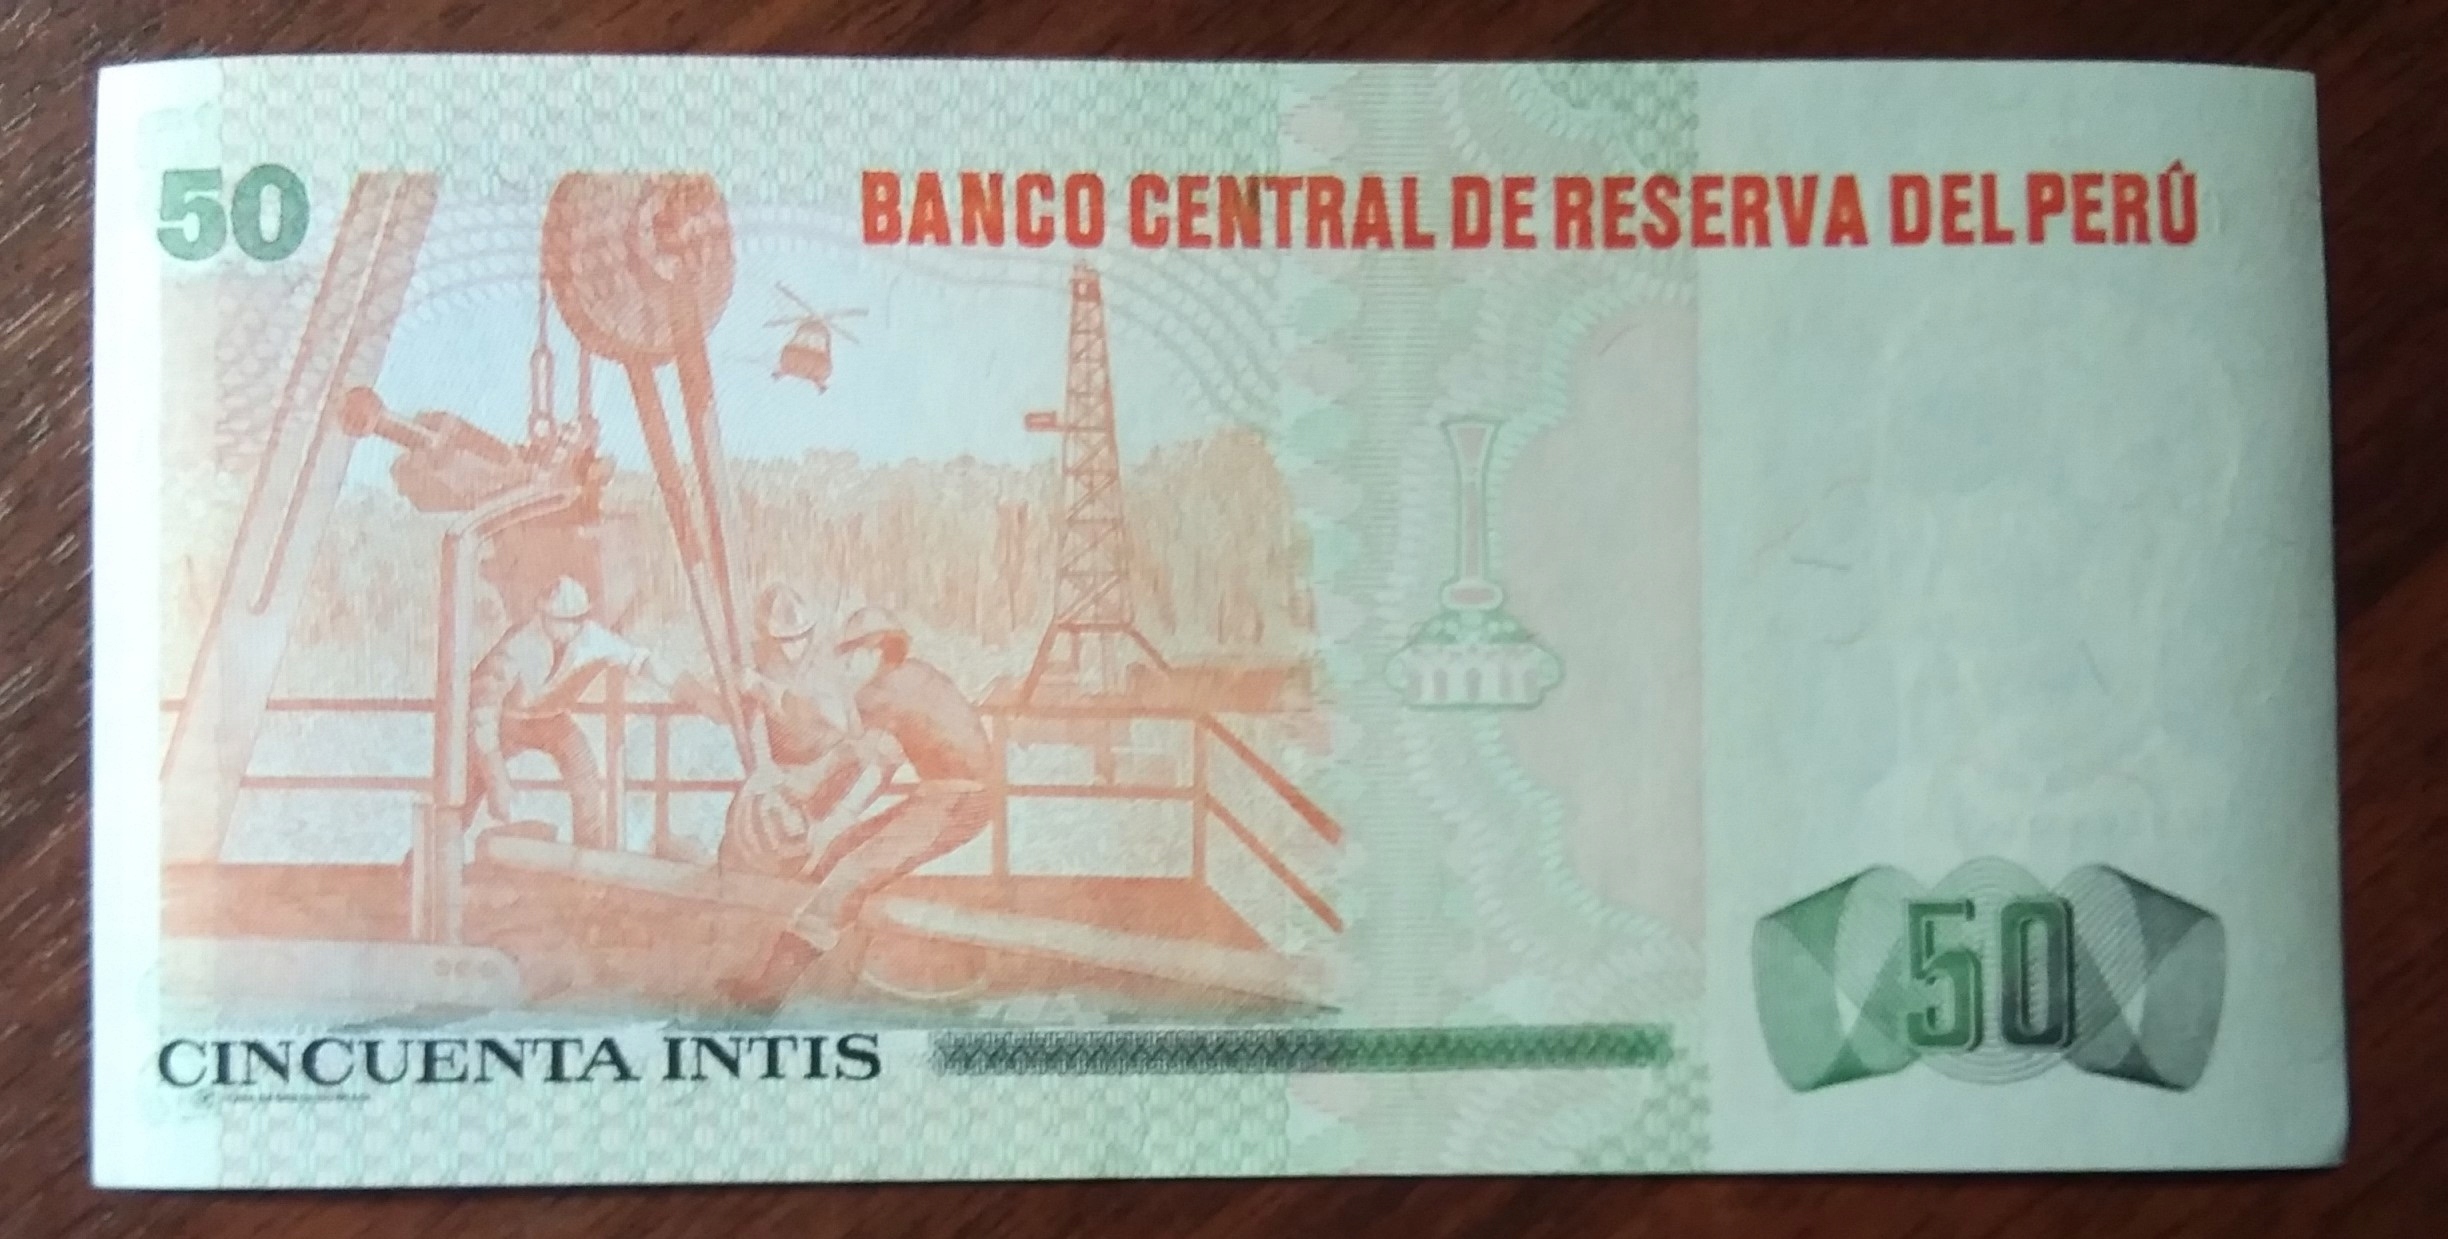 50
BANCO CENTRAL DE RESERVA DEL PERÚ
CINCUENTA INTIS
50